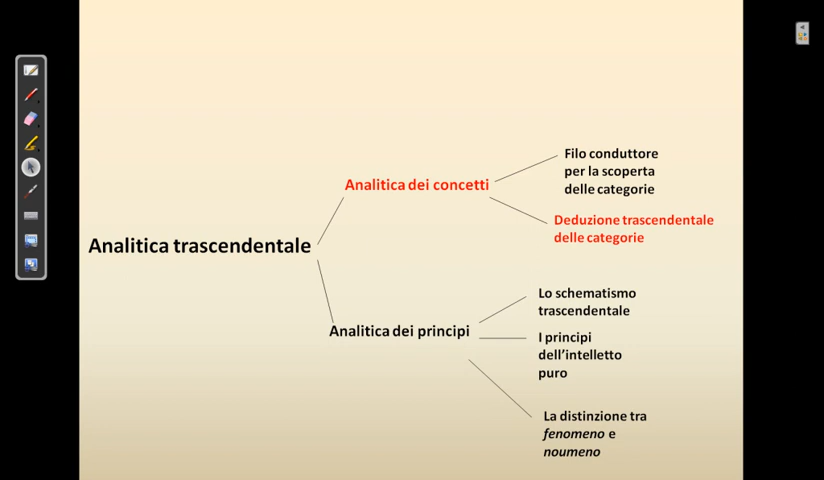 Filo conduttore
per la scoperta
delle categorie
Analitica dei concetti
Deduzione trascendentale
delle categorie
Analitica trascendentale
Lo schematismo
trascendentale
Analitica dei principi
I principi
dell'intelletto
puro
La distinzione tra
fenomeno e
noumeno